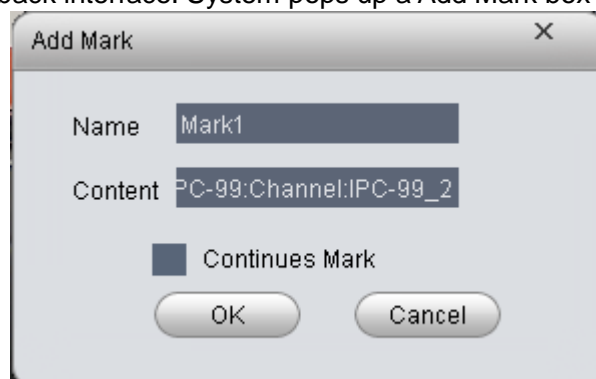 back interface. System pops up a Add Mark box
Add Mark
Name Mark1
Content PC-99:Channel:IPC-99_2
Continues Mark
OK Cancel